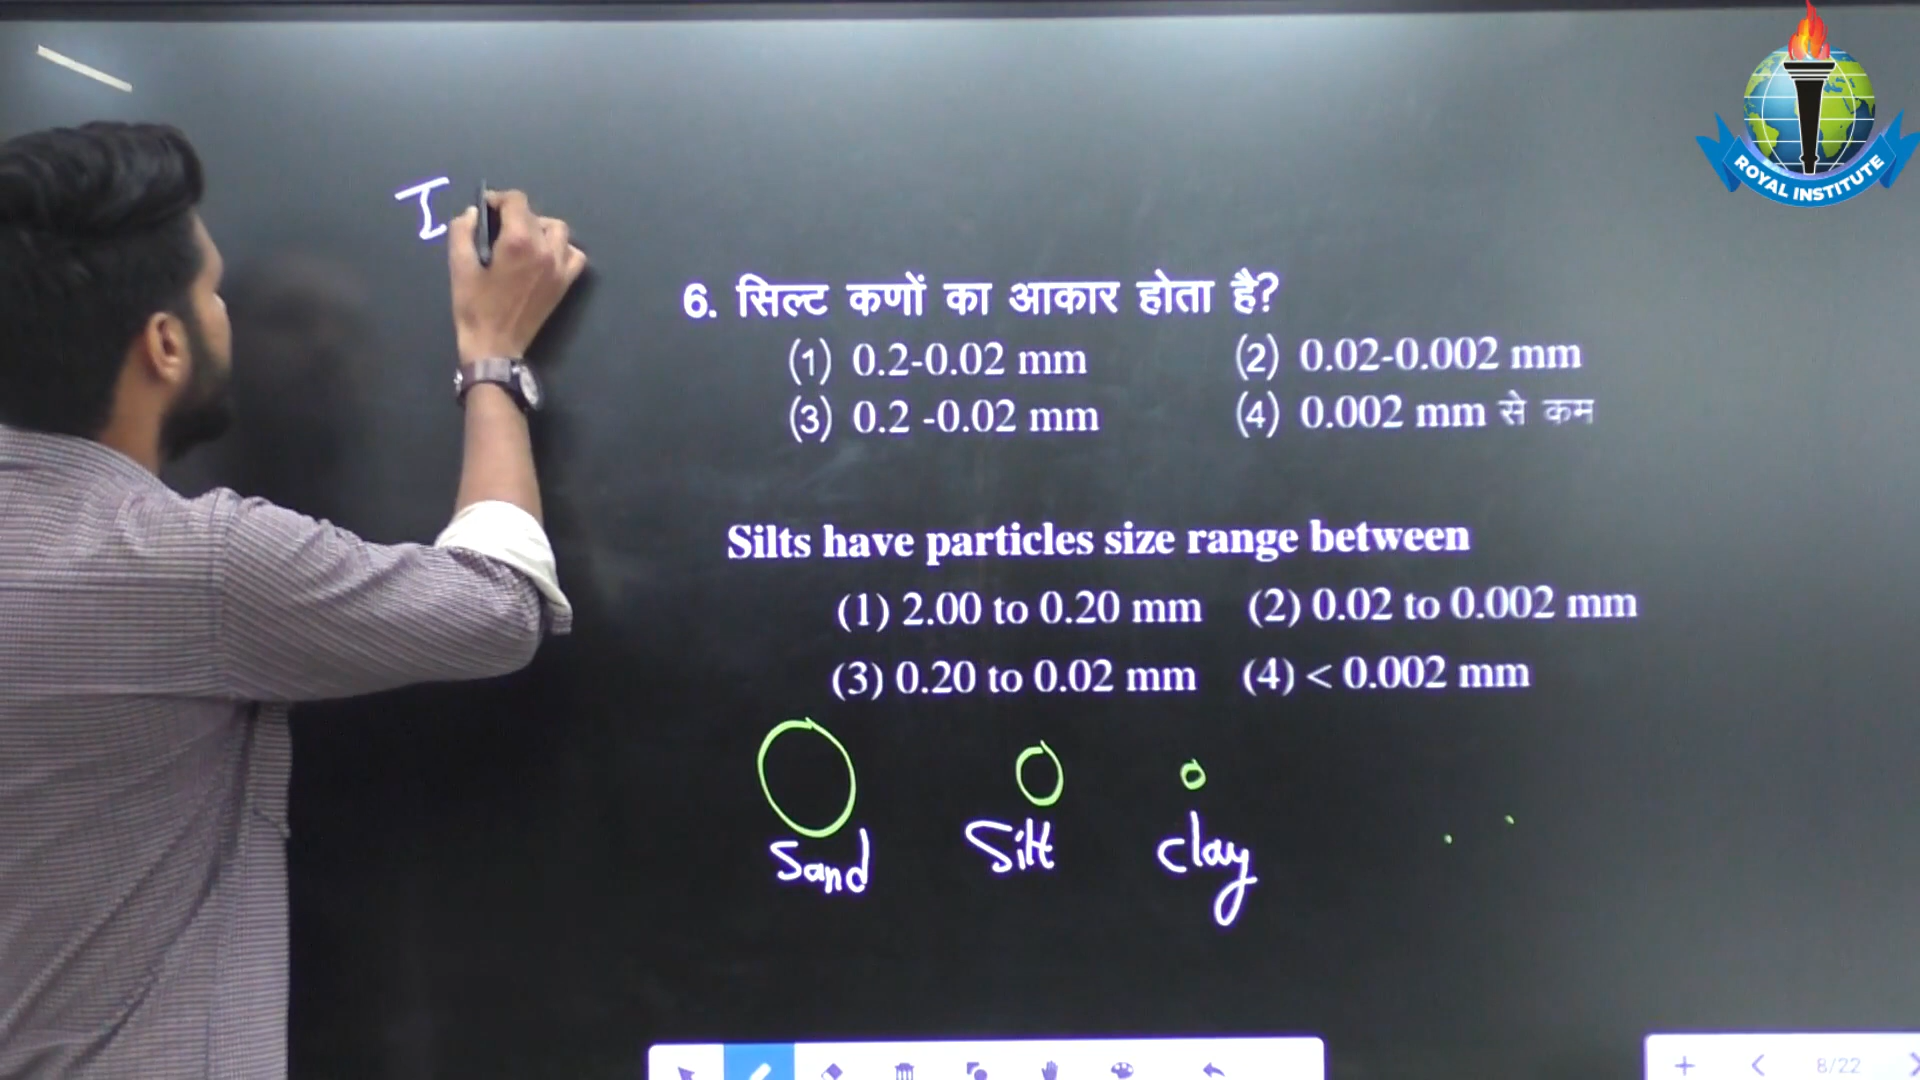 ROYAL INSTITUTE
I
6. सिल्ट कणों का आकार होता है?
(1) 0.2-0.02 mm (2) 0.02-0.002 mm
(3) 0.2 -0.02 mm (4) 0.002 mm से कम
Silts have particles size range between
(1) 2.00 to 0.20 mm (2) 0.02 to 0.002 mm
(3) 0.20 to 0.02 mm (4) < 0.002 mm
Sand Silt Clay
8/22